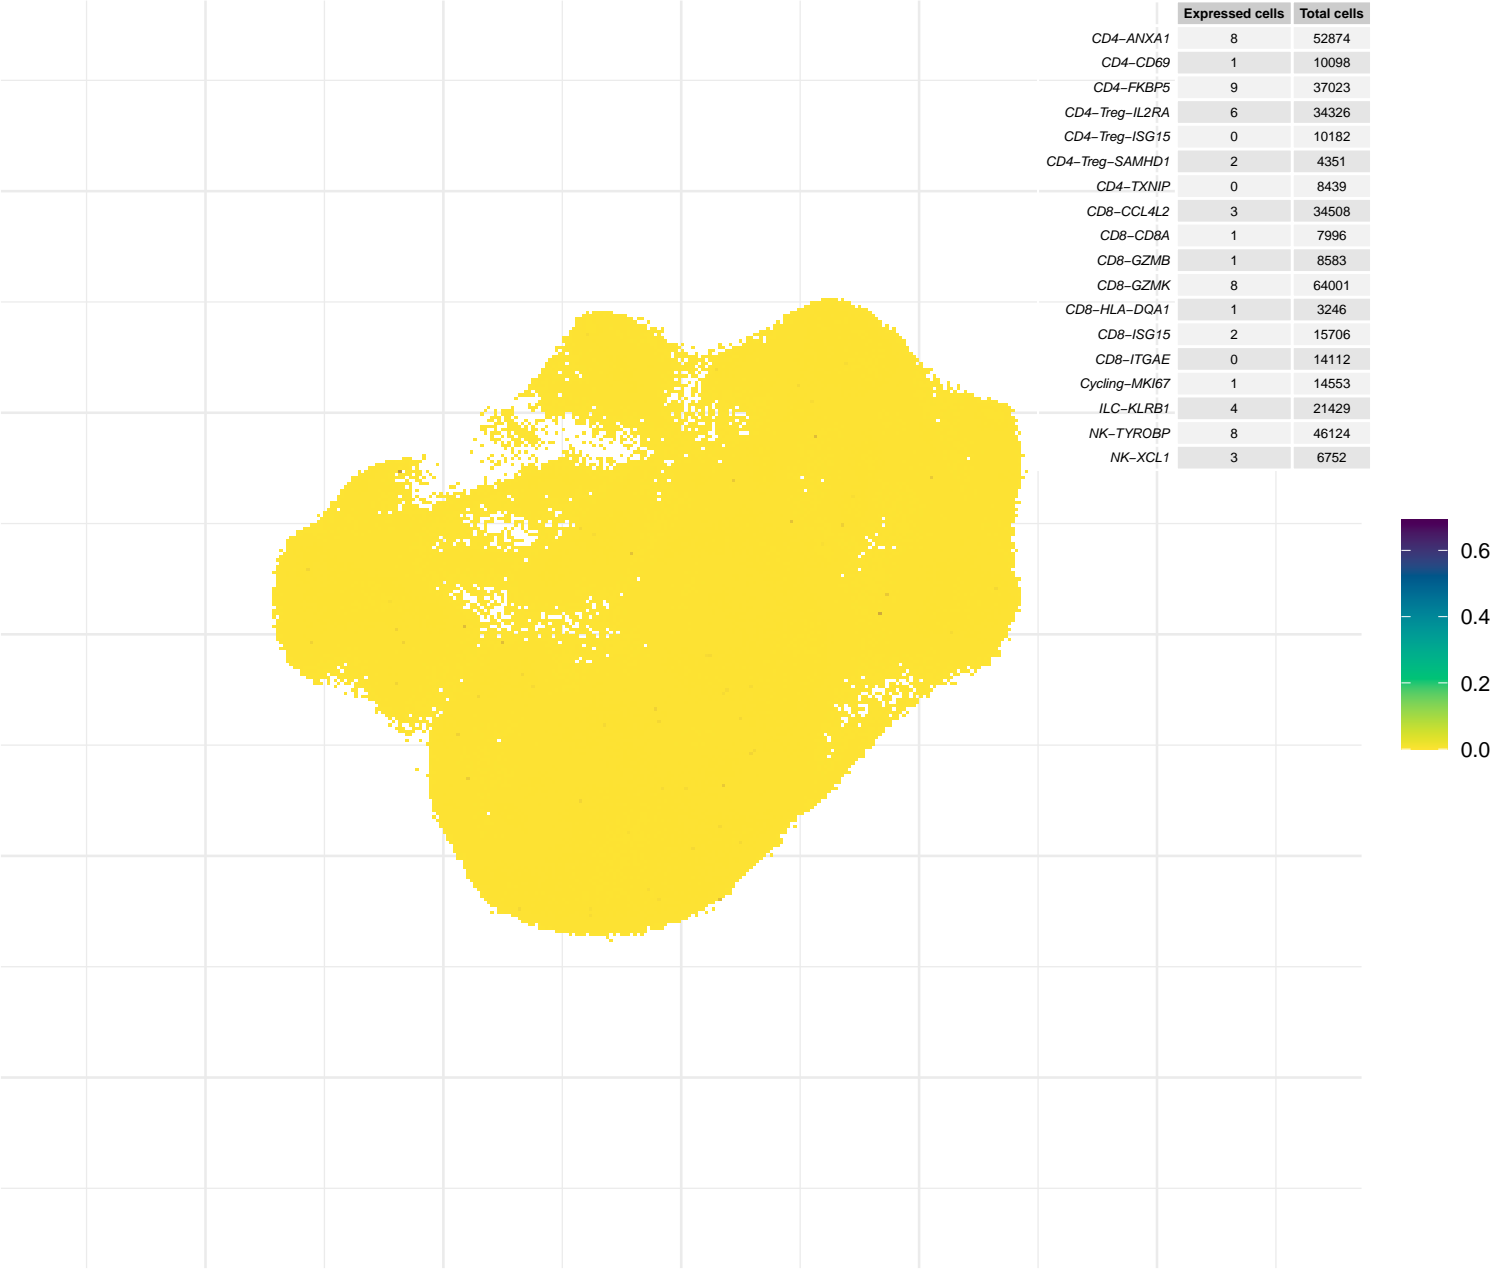 Expressed cells Total cells
CD4−ANXA1 8 52874
CD4−CD69 1 10098
CD4−FKBP5 9 37023
CD4−Treg−IL2RA 6 34326
CD4−Treg−ISG15 0 10182
CD4−Treg−SAMHD1 2 4351
CD4−TXNIP 0 8439
CD8−CCL4L2 3 34508
CD8−CD8A 1 7996
CD8−GZMB 1 8583
CD8−GZMK 8 64001
CD8−HLA−DQA1 1 3246
CD8−ISG15 2 15706
CD8−ITGAE 0 14112
Cycling−MKI67 1 14553
ILC−KLRB1 4 21429
NK−TYROBP 8 46124
NK−XCL1 3 6752
0.6
0.4
0.2
0.0